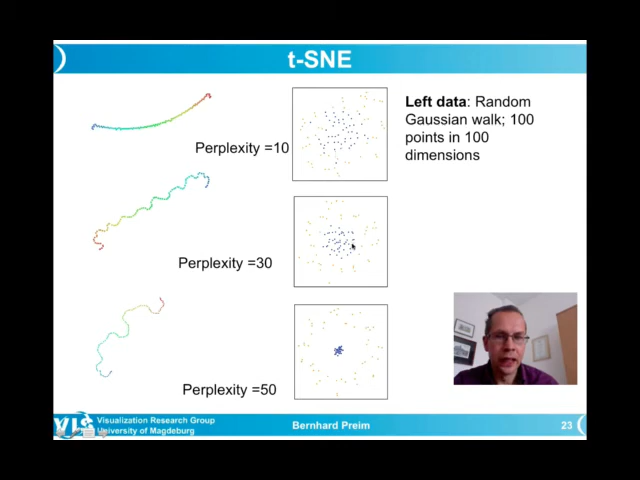 t-SNE
Perplexity =10
Perplexity =30
Perplexity =50
Left data: Random
Gaussian walk; 100
points in 100
dimensions
VIS
Visualization Research Group
University of Magdeburg
Bernhard Preim
23